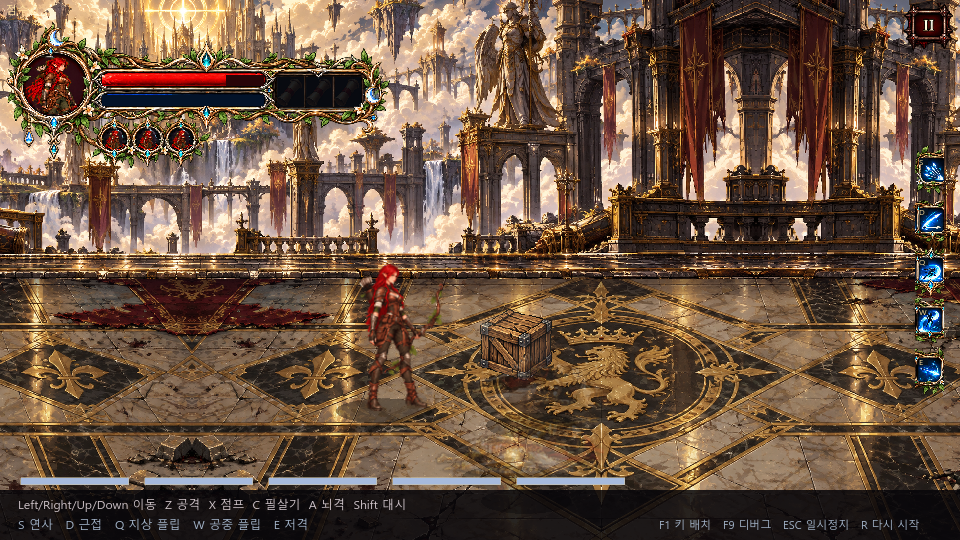 Left/Right/Up/Down 이동 Z 공격 X 점프 C 필살기 A 뇌격 Shift 대시
S 연사 D 근접 Q 지상 플립 W 공중 플립 E 저격
F1 키 배치 F9 디버그 ESC 일시정지 R 다시 시작